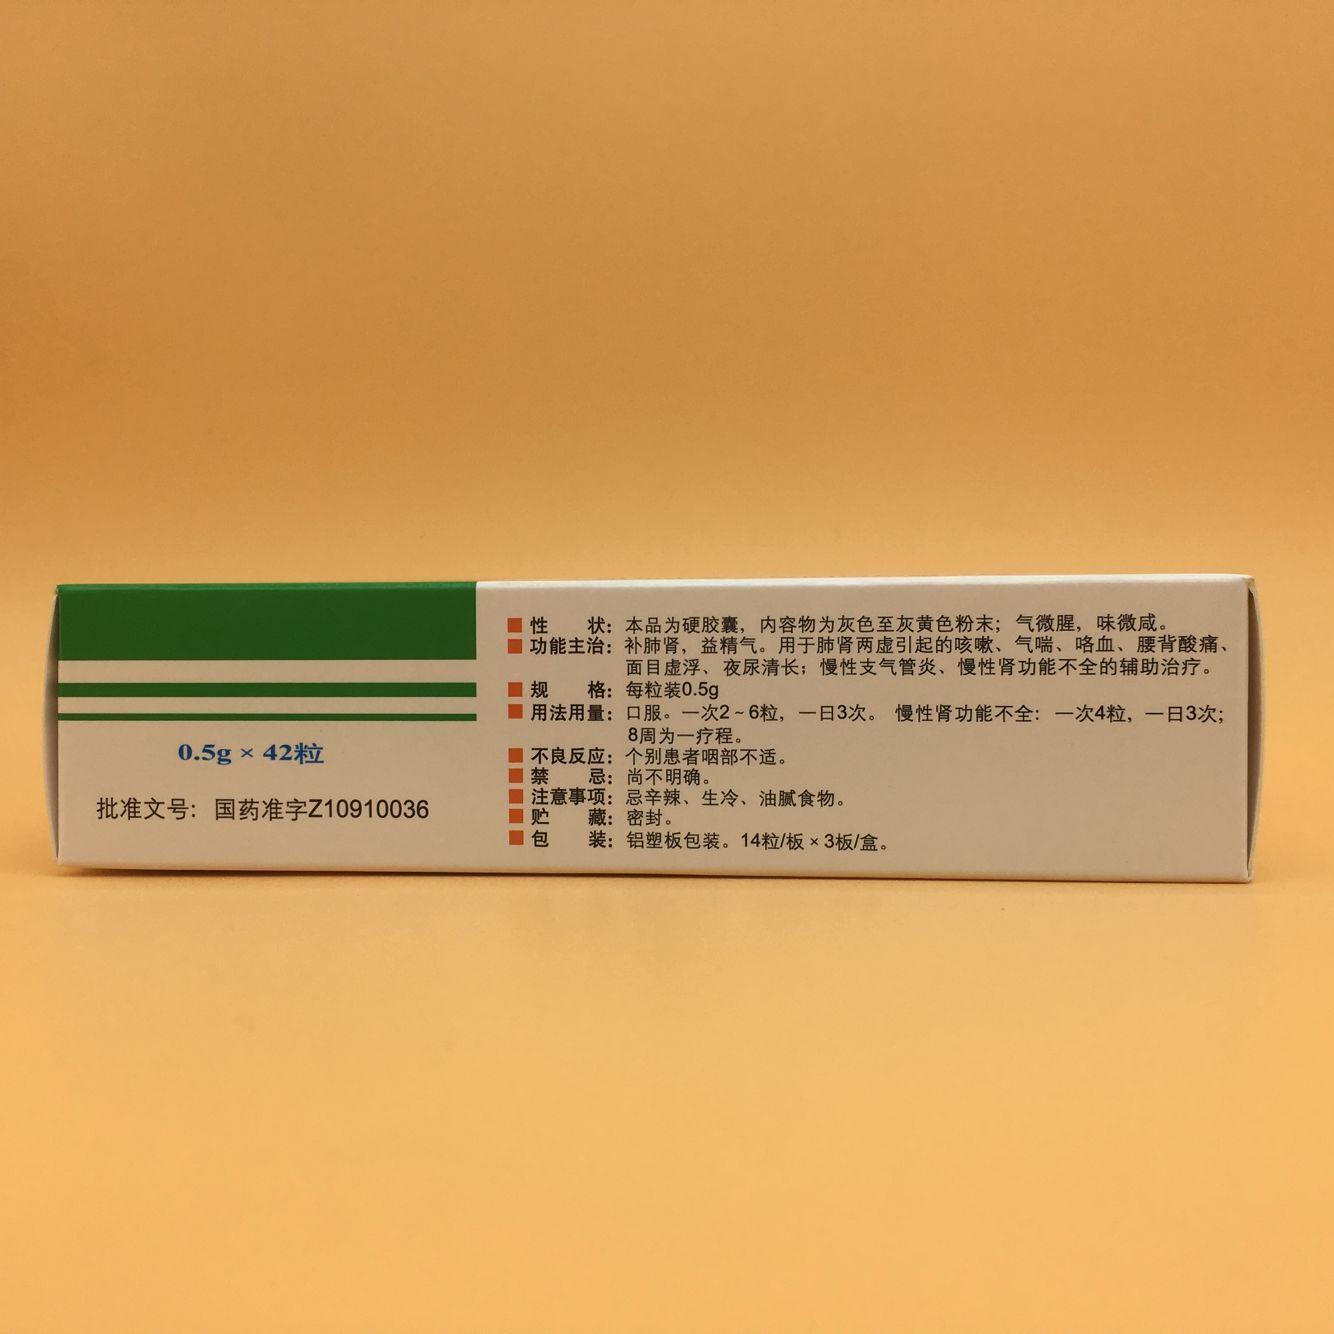 0.5g × 42粒
批准文号：国药准字Z10910036
性　　状：本品为硬胶囊，内容物为灰色至灰黄色粉末；气微腥，味微咸。
功能主治：补肺肾，益精气。用于肺肾两虚引起的咳嗽、气喘、咯血、腰背酸痛、
面目虚浮、夜尿清长；慢性支气管炎、慢性肾功能不全的辅助治疗。
规　　格：每粒装0.5g
用法用量：口服。一次2～6粒，一日3次。 慢性肾功能不全：一次4粒，一日3次；
8周为一疗程。
不良反应：个别患者咽部不适。
禁　　忌：尚不明确。
注意事项：忌辛辣、生冷、油腻食物。
贮　　藏：密封。
包　　装：铝塑板包装。14粒/板 × 3板/盒。